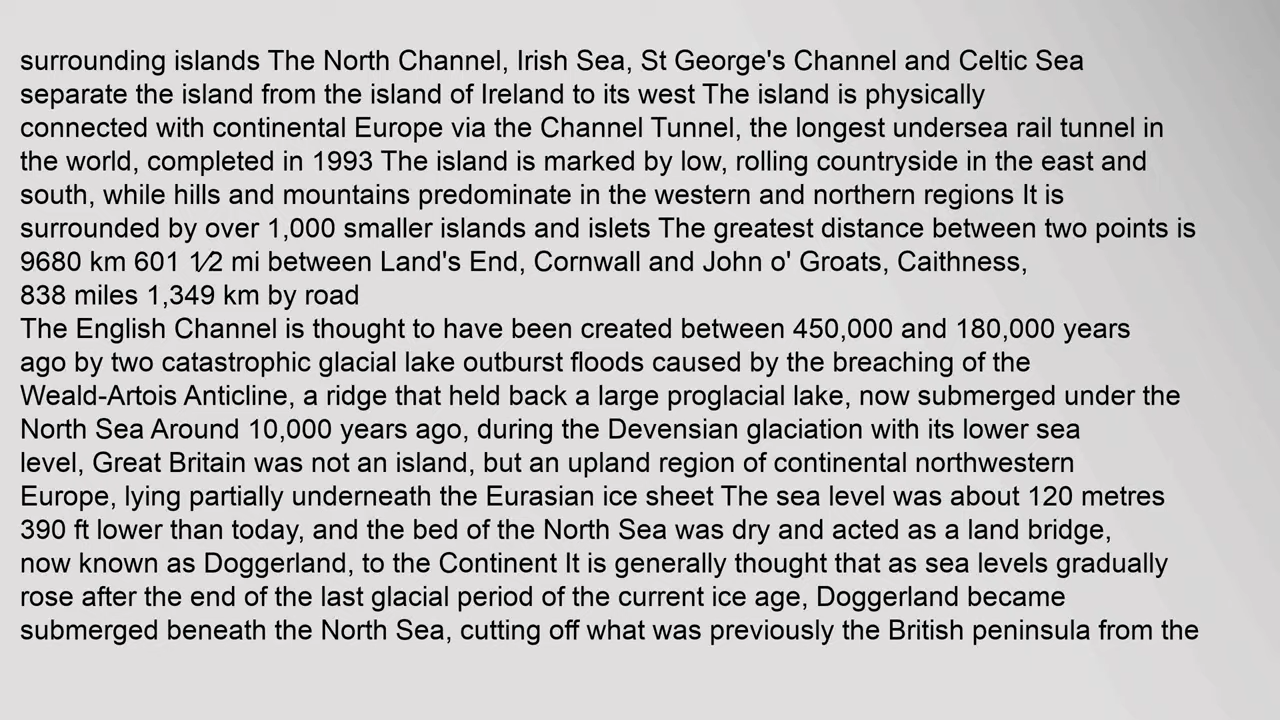 surrounding islands The North Channel, Irish Sea, St George's Channel and Celtic Sea
separate the island from the island of Ireland to its west The island is physically
connected with continental Europe via the Channel Tunnel, the longest undersea rail tunnel in
the world, completed in 1993 The island is marked by low, rolling countryside in the east and
south, while hills and mountains predominate in the western and northern regions It is
surrounded by over 1,000 smaller islands and islets The greatest distance between two points is
9680 km 601 1⁄2 mi between Land's End, Cornwall and John o' Groats, Caithness,
838 miles 1,349 km by road
The English Channel is thought to have been created between 450,000 and 180,000 years
ago by two catastrophic glacial lake outburst floods caused by the breaching of the
Weald-Artois Anticline, a ridge that held back a large proglacial lake, now submerged under the
North Sea Around 10,000 years ago, during the Devensian glaciation with its lower sea
level, Great Britain was not an island, but an upland region of continental northwestern
Europe, lying partially underneath the Eurasian ice sheet The sea level was about 120 metres
390 ft lower than today, and the bed of the North Sea was dry and acted as a land bridge,
now known as Doggerland, to the Continent It is generally thought that as sea levels gradually
rose after the end of the last glacial period of the current ice age, Doggerland became
submerged beneath the North Sea, cutting off what was previously the British peninsula from the